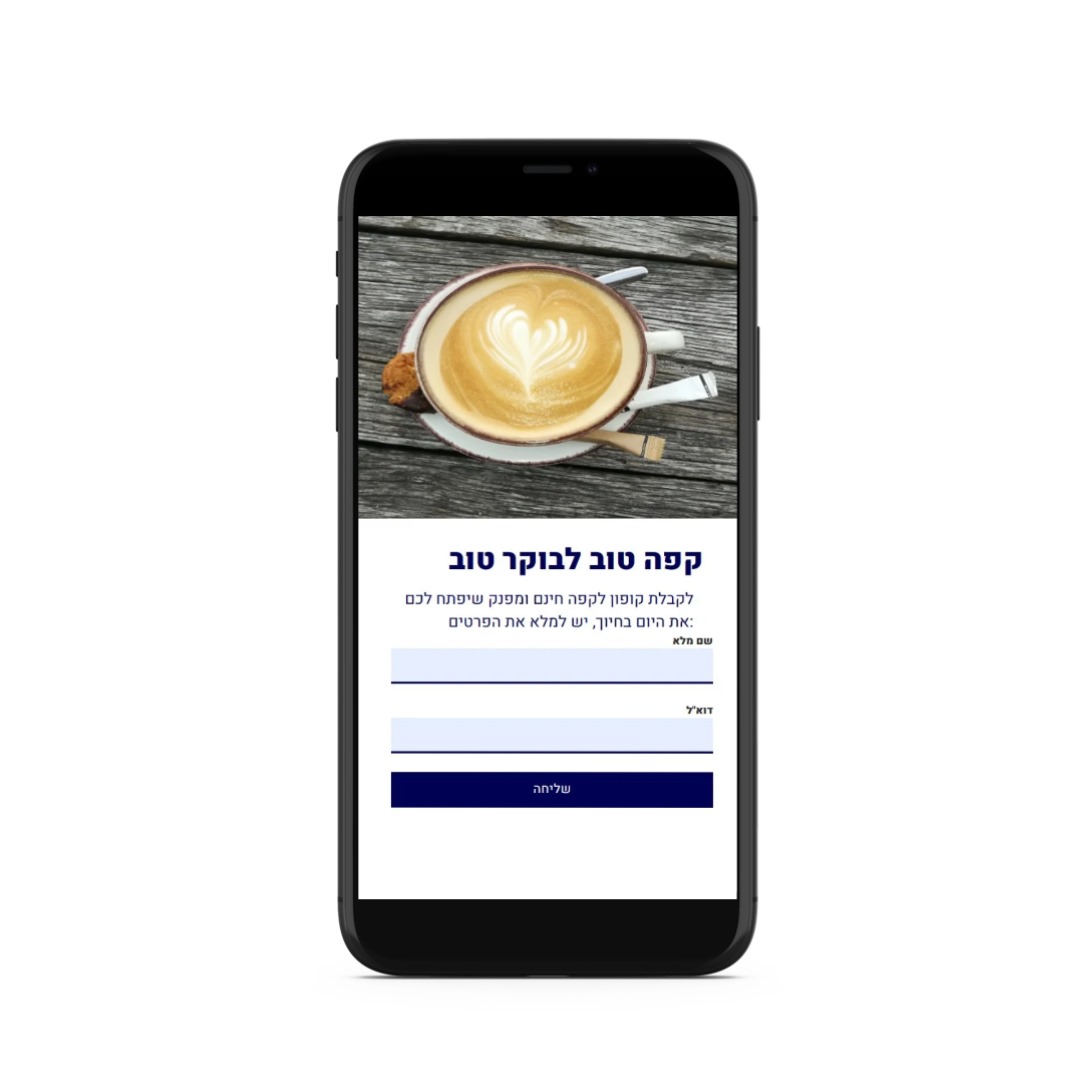 קפה טוב לבוקר טוב
לקבלת קופון לקפה חינם ומפנק שיפתח לכם
את היום בחיוך, יש למלא את הפרטים:
שם מלא
דוא"ל
שליחה